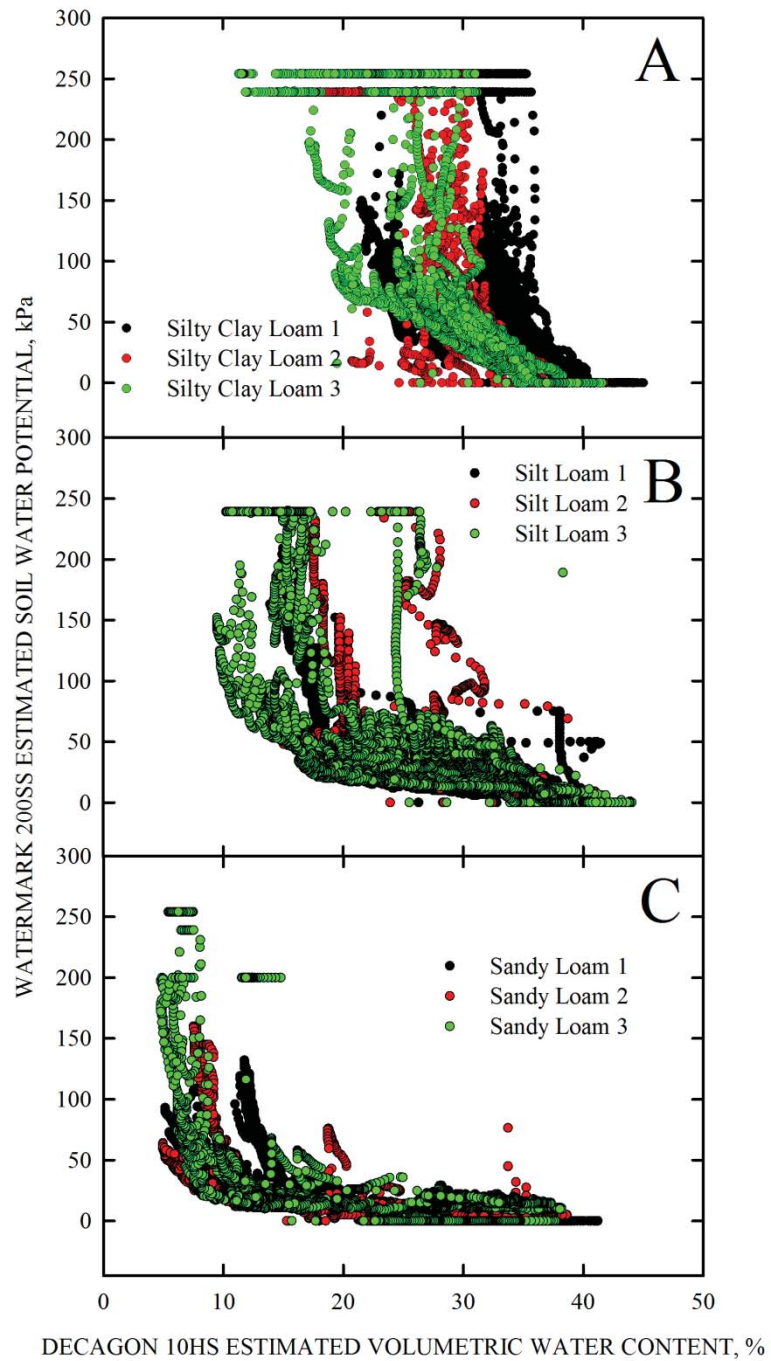 WATERMARK 200SS ESTIMATED SOIL WATER POTENTIAL, kPa
300
A
250
200
150
100
50
0
Silty Clay Loam 1
Silty Clay Loam 2
Silty Clay Loam 3
300
B
250
200
150
100
50
0
Silt Loam 1
Silt Loam 2
Silt Loam 3
300
C
250
200
150
100
50
0
Sandy Loam 1
Sandy Loam 2
Sandy Loam 3
0 10 20 30 40 50
DECAGON 10HS ESTIMATED VOLUMETRIC WATER CONTENT, %